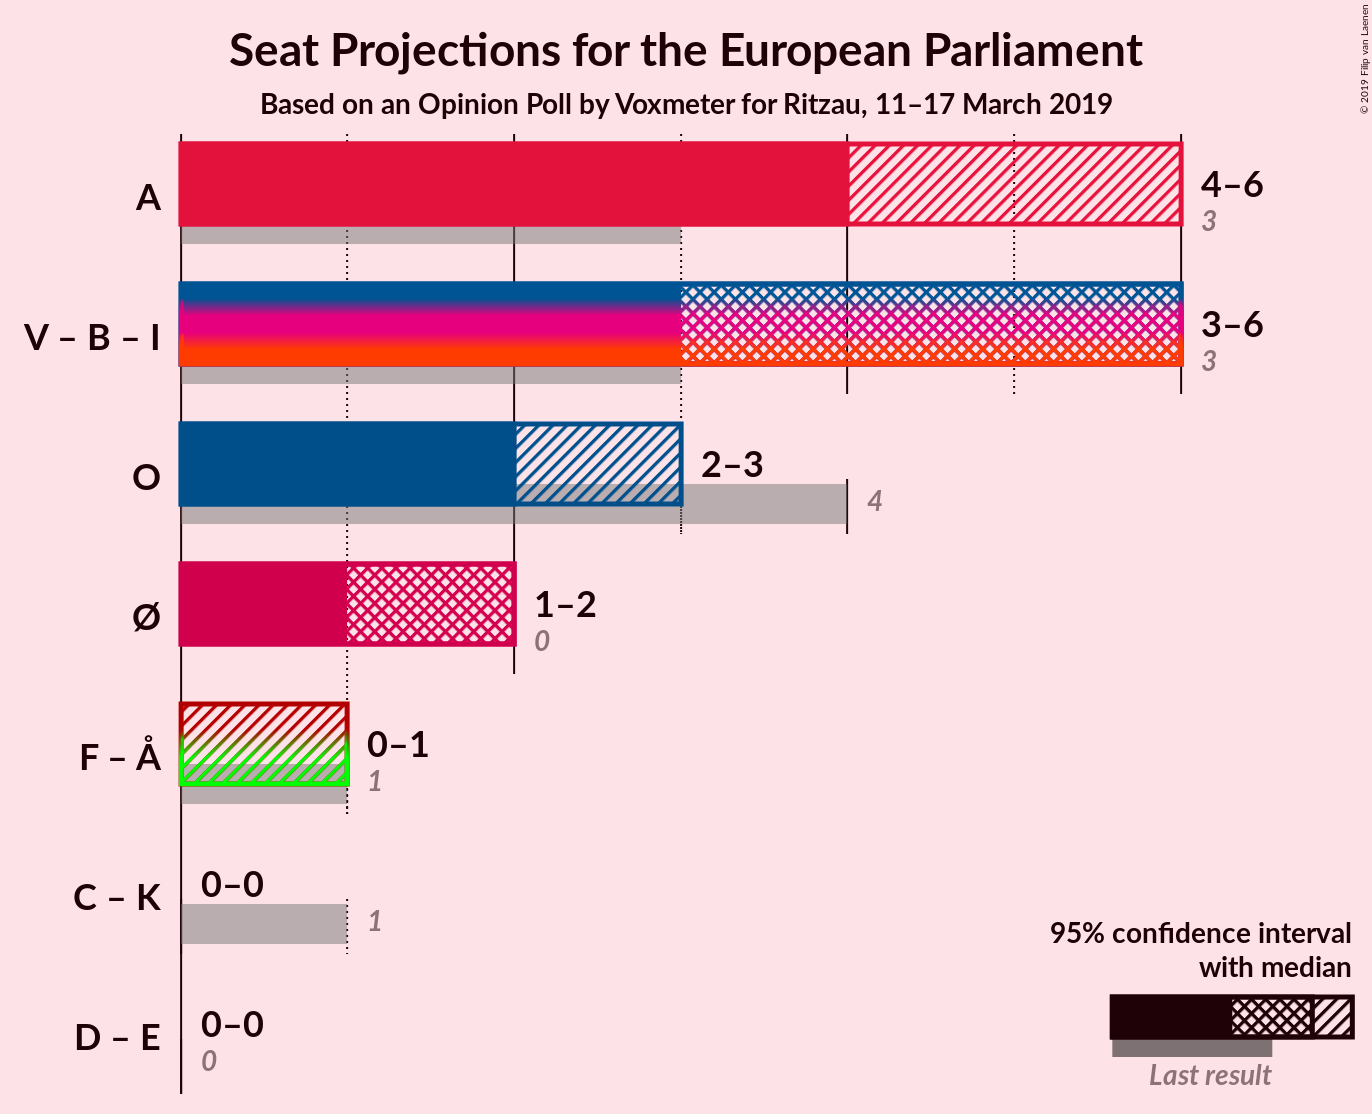 Seat Projections for the European Parliament
Based on an Opinion Poll by Voxmeter for Ritzau, 11–17 March 2019
© 2019 Filip van Laenen
A
4–6
3
V – B – I
3–6
3
O
2–3
4
Ø
1–2
0
F – Å
0–1
1
C – K
0–0
1
D – E
0–0
0
95% confidence interval
with median
Last result